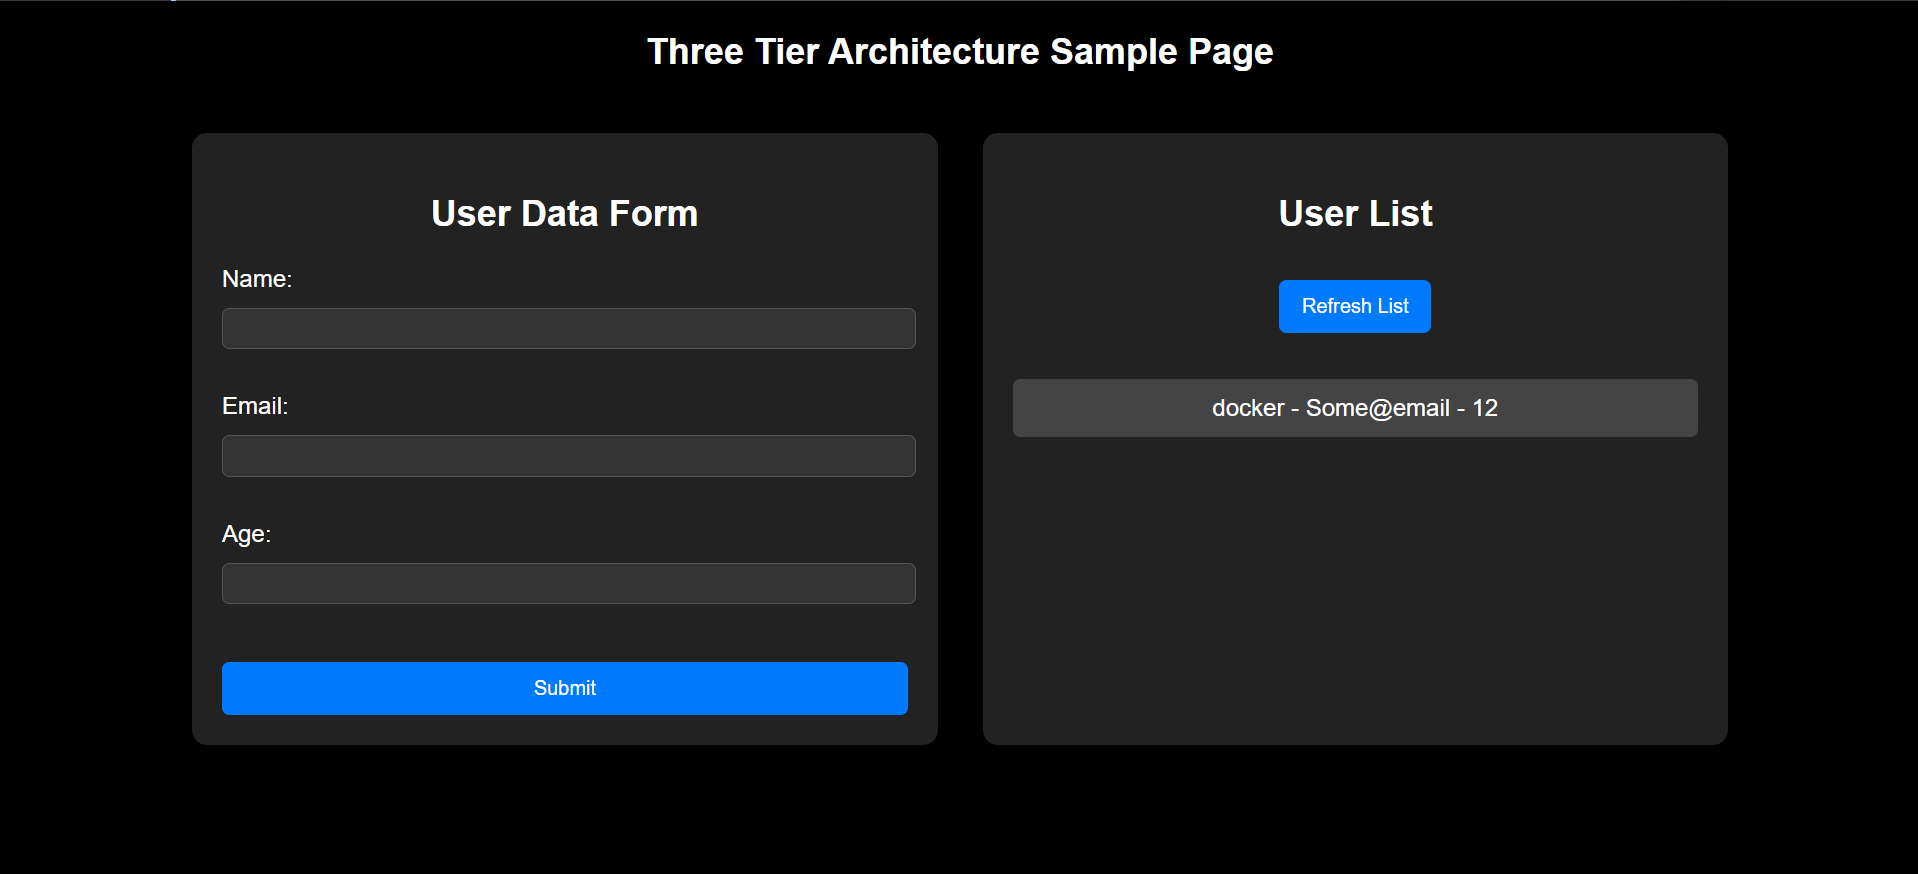 Three Tier Architecture Sample Page
User Data Form
Name:
Email:
Age:
Submit
User List
Refresh List
docker - Some@email - 12